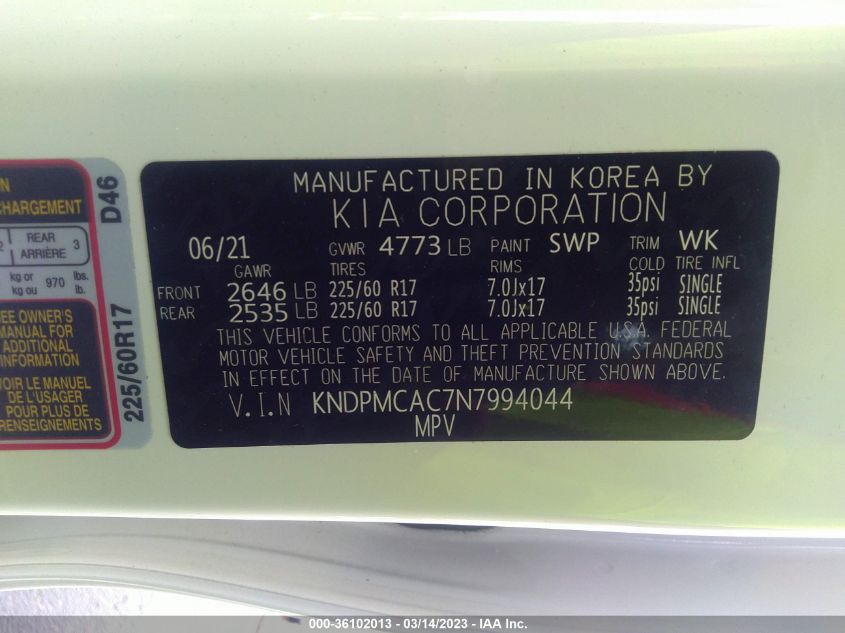 N
CHARGEMENT
2 REAR 3
ARRIÈRE
kg or 970 lbs.
kg ou lb.
SEE OWNER'S
MANUAL FOR
ADDITIONAL
INFORMATION
VOIR LE MANUEL
DE L'USAGER
POUR PLUS DE
RENSEIGNEMENTS
225/60R17 D46
MANUFACTURED IN KOREA BY
KIA CORPORATION
06/21 GVWR 4773 LB PAINT SWP TRIM WK
GAWR TIRES RIMS COLD TIRE INFL
FRONT 2646 LB 225/60 R17 7.0Jx17 35psi SINGLE
REAR 2535 LB 225/60 R17 7.0Jx17 35psi SINGLE
THIS VEHICLE CONFORMS TO ALL APPLICABLE U.S.A. FEDERAL
MOTOR VEHICLE SAFETY AND THEFT PREVENTION STANDARDS
IN EFFECT ON THE DATE OF MANUFACTURE SHOWN ABOVE.
V.I.N KNDPMCAC7N7994044
MPV
000-36102013 - 03/14/2023 - IAA Inc.